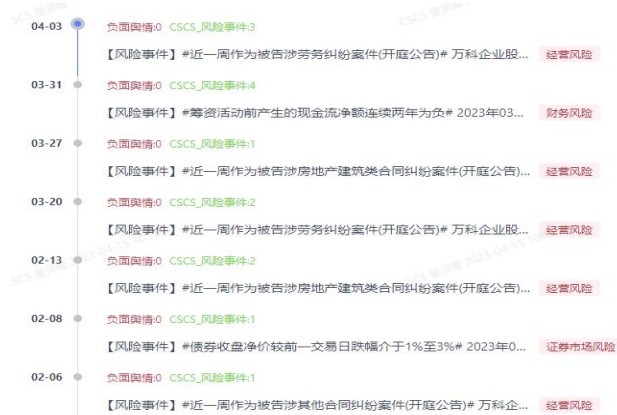 04-03 负面舆情:0 CSCS_风险事件:3
【风险事件】#近一周作为被告涉劳务纠纷案件(开庭公告)# 万科企业股... 经营风险
03-31 负面舆情:0 CSCS_风险事件:4
【风险事件】#筹资活动前产生的现金流净额连续两年为负# 2023年03... 财务风险
03-27 负面舆情:0 CSCS_风险事件:1
【风险事件】#近一周作为被告涉房地产建筑类合同纠纷案件(开庭公告)... 经营风险
03-20 负面舆情:0 CSCS_风险事件:2
【风险事件】#近一周作为被告涉劳务纠纷案件(开庭公告)# 万科企业股... 经营风险
02-13 负面舆情:0 CSCS_风险事件:2
【风险事件】#近一周作为被告涉房地产建筑类合同纠纷案件(开庭公告)... 经营风险
02-08 负面舆情:0 CSCS_风险事件:1
【风险事件】#债券收盘净价较前一交易日跌幅介于1%至3%# 2023年0... 证券市场风险
02-06 负面舆情:0 CSCS_风险事件:1
【风险事件】#近一周作为被告涉其他合同纠纷案件(开庭公告)# 万科企... 经营风险